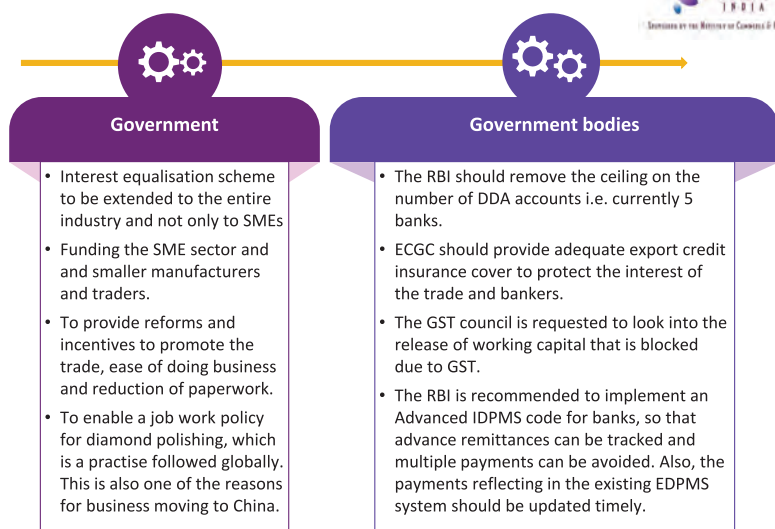 INDIA
Sponsored by the Ministry of Commerce &
Government
• Interest equalisation scheme
to be extended to the entire
industry and not only to SMEs
• Funding the SME sector and
and smaller manufacturers
and traders.
• To provide reforms and
incentives to promote the
trade, ease of doing business
and reduction of paperwork.
• To enable a job work policy
for diamond polishing, which
is a practise followed globally.
This is also one of the reasons
for business moving to China.
Government bodies
• The RBI should remove the ceiling on the
number of DDA accounts i.e. currently 5
banks.
• ECGC should provide adequate export credit
insurance cover to protect the interest of
the trade and bankers.
• The GST council is requested to look into the
release of working capital that is blocked
due to GST.
• The RBI is recommended to implement an
Advanced IDPMS code for banks, so that
advance remittances can be tracked and
multiple payments can be avoided. Also, the
payments reflecting in the existing EDPMS
system should be updated timely.